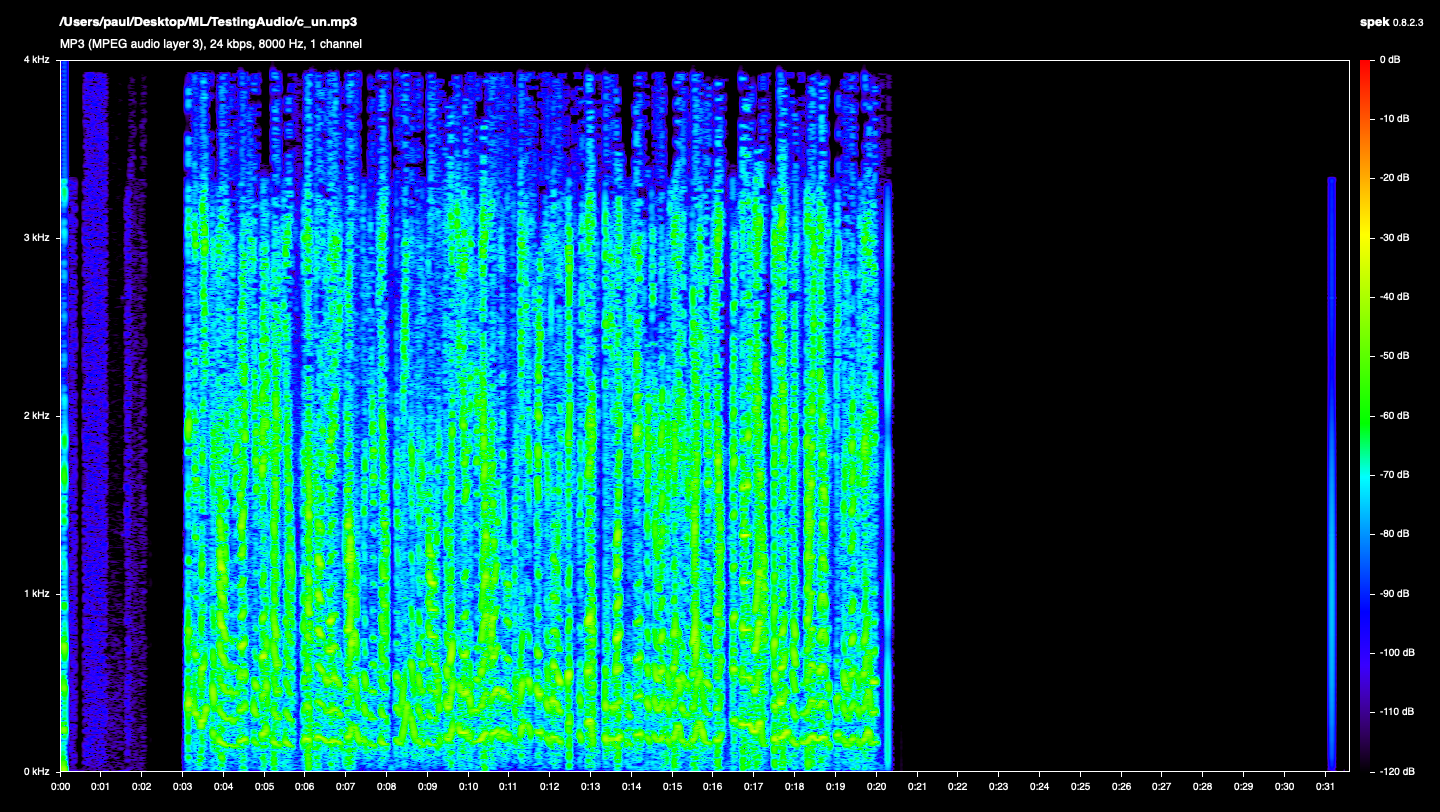 /Users/paul/Desktop/ML/TestingAudio/c_un.mp3
spek 0.8.2.3
MP3 (MPEG audio layer 3), 24 kbps, 8000 Hz, 1 channel
4 kHz
3 kHz
2 kHz
1 kHz
0 kHz
0 dB
-10 dB
-20 dB
-30 dB
-40 dB
-50 dB
-60 dB
-70 dB
-80 dB
-90 dB
-100 dB
-110 dB
-120 dB
0:00 0:01 0:02 0:03 0:04 0:05 0:06 0:07 0:08 0:09 0:10 0:11 0:12 0:13 0:14 0:15 0:16 0:17 0:18 0:19 0:20 0:21 0:22 0:23 0:24 0:25 0:26 0:27 0:28 0:29 0:30 0:31